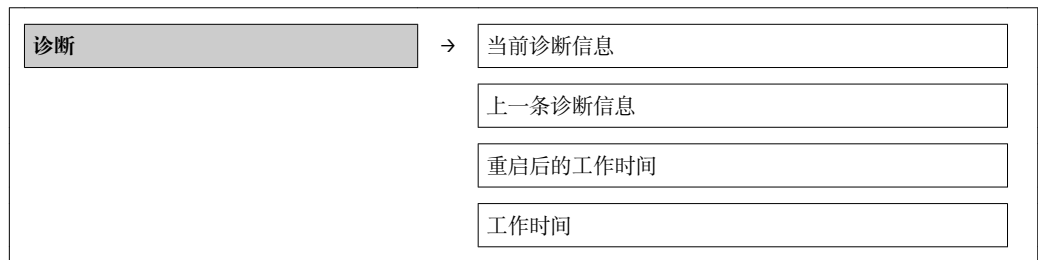 诊断 → 当前诊断信息
上一条诊断信息
重启后的工作时间
工作时间